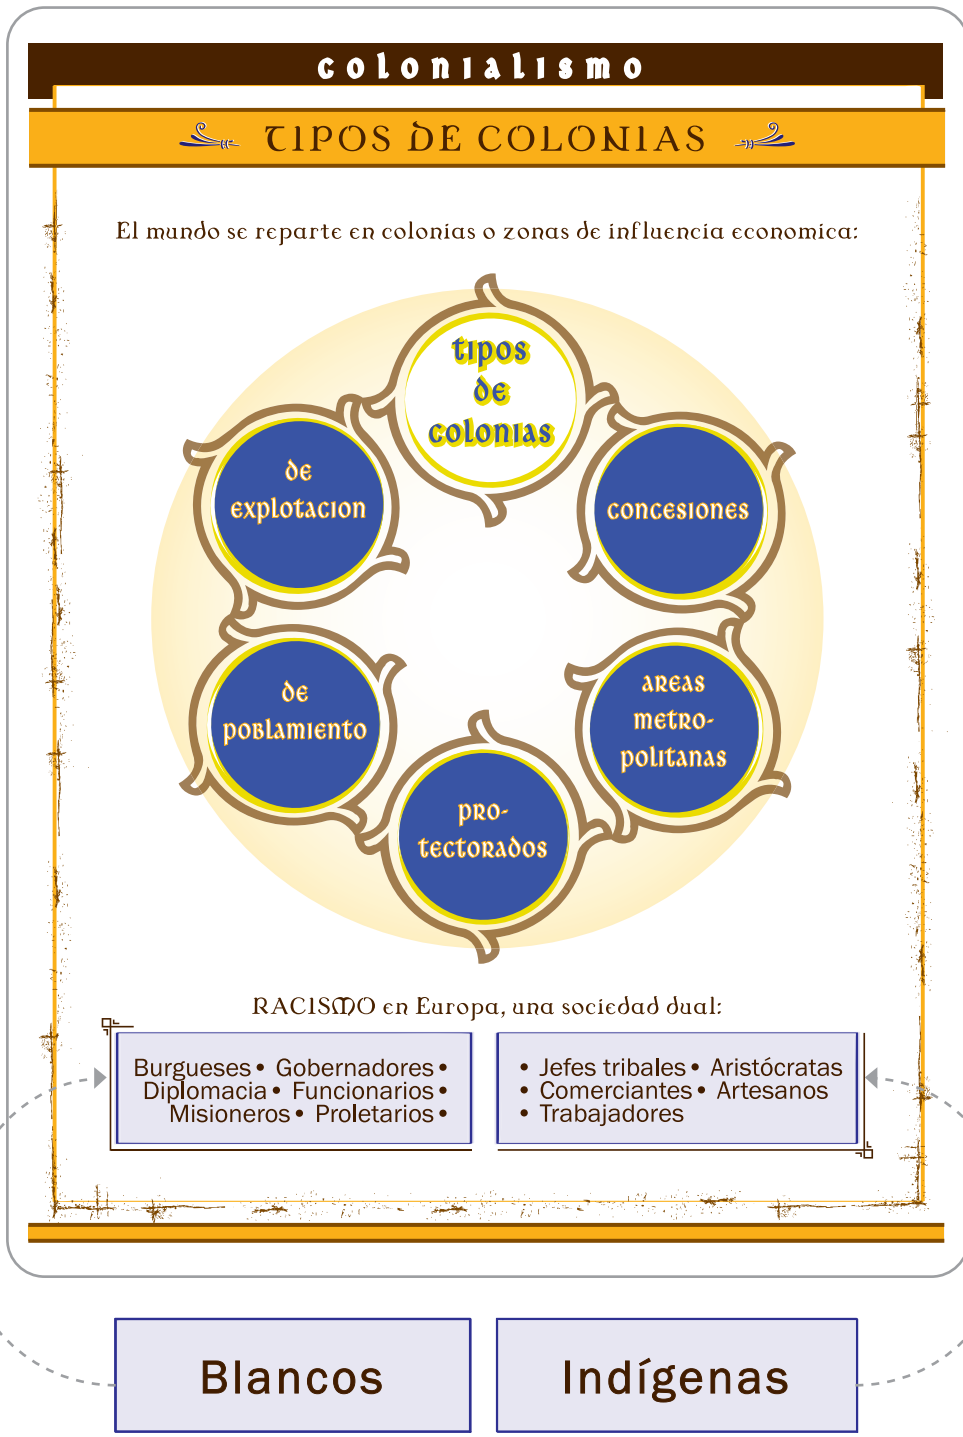 colonialismo
TIPOS DE COLONIAS
El mundo se reparte en colonias o zonas de influencia economica:
tipos
de
colonias
de
explotacion
concesiones
de
poblamiento
areas
metro-
politanas
pro-
tectorados
RACISMO en Europa, una sociedad dual:
Burgueses • Gobernadores •
Diplomacia • Funcionarios •
Misioneros • Proletarios •
• Jefes tribales • Aristócratas
• Comerciantes • Artesanos
• Trabajadores
Blancos
Indígenas